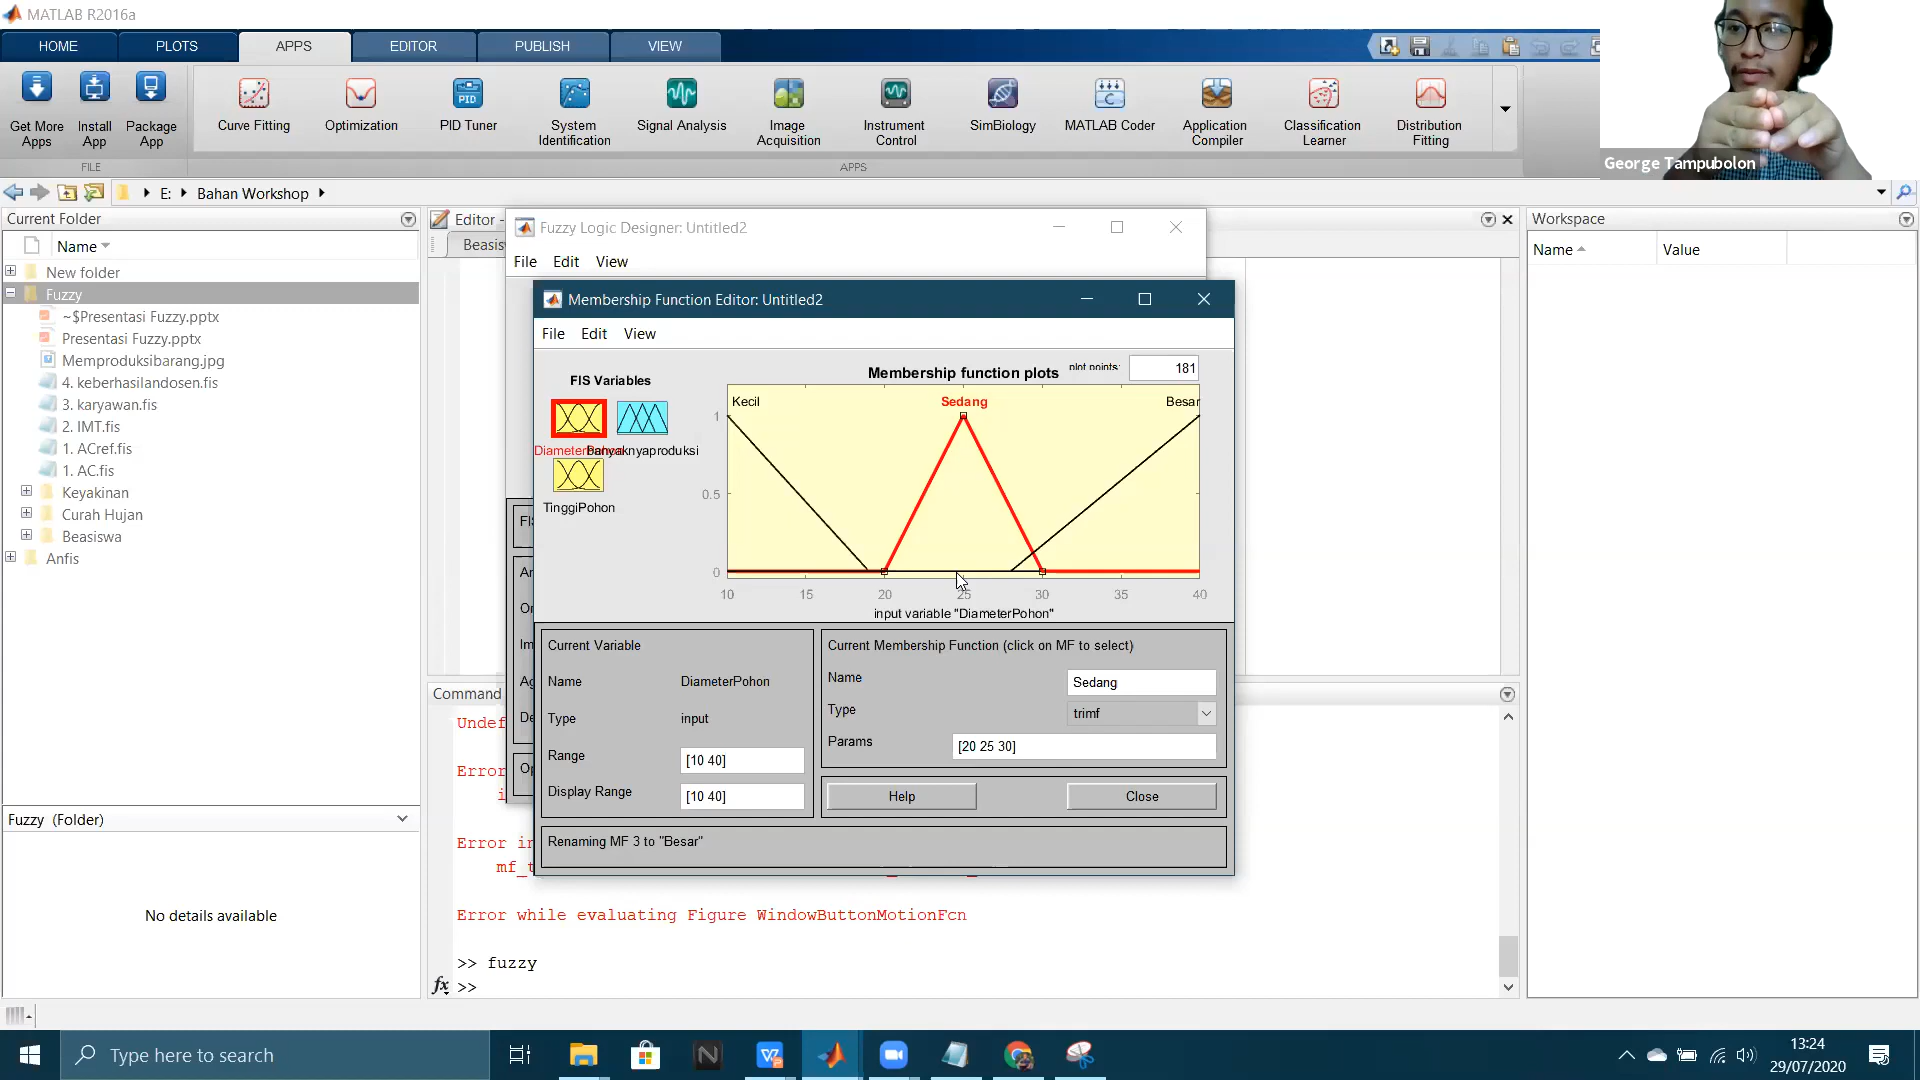 MATLAB R2016a
HOME
PLOTS
APPS
EDITOR
PUBLISH
VIEW
Get More Apps
Install App
Package App
Curve Fitting
Optimization
PID Tuner
System Identification
Signal Analysis
Image Acquisition
Instrument Control
SimBiology
MATLAB Coder
Application Compiler
Classification Learner
Distribution Fitting
FILE
APPS
George Tampubolon
E:
Bahan Workshop
Current Folder
Name
New folder
Fuzzy
~$Presentasi Fuzzy.pptx
Presentasi Fuzzy.pptx
Memproduksibarang.jpg
4. keberhasilandosen.fis
3. karyawan.fis
2. IMT.fis
1. ACref.fis
1. AC.fis
Keyakinan
Curah Hujan
Beasiswa
Anfis
Fuzzy (Folder)
No details available
Editor -
Beasis
Fuzzy Logic Designer: Untitled2
File Edit View
Membership Function Editor: Untitled2
File Edit View
FIS Variables
DiameterPohon
banyaknyaproduksi
TinggiPohon
Membership function plots
plot points:
181
Kecil
Sedang
Besar
1
0.5
0
10 15 20 25 30 35 40
input variable "DiameterPohon"
Current Variable
Name DiameterPohon
Type input
Range [10 40]
Display Range [10 40]
Current Membership Function (click on MF to select)
Name Sedang
Type trimf
Params [20 25 30]
Help
Close
Renaming MF 3 to "Besar"
Workspace
Name
Value
Command
Undef
Error
i
Error in
mf_t
Error while evaluating Figure WindowButtonMotionFcn
>> fuzzy
fx >>
Type here to search
13:24
29/07/2020